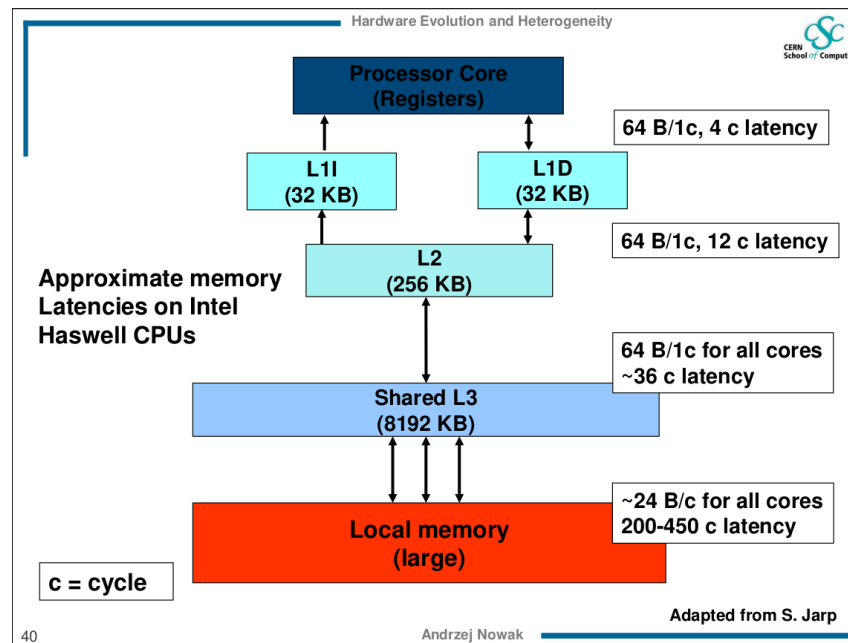 Hardware Evolution and Heterogeneity
CSC
CERN
School of Comput
Processor Core
(Registers)
64 B/1c, 4 c latency
L1I
(32 KB)
L1D
(32 KB)
64 B/1c, 12 c latency
L2
(256 KB)
Approximate memory
Latencies on Intel
Haswell CPUs
64 B/1c for all cores
~36 c latency
Shared L3
(8192 KB)
~24 B/c for all cores
200-450 c latency
Local memory
(large)
c = cycle
Adapted from S. Jarp
40
Andrzej Nowak